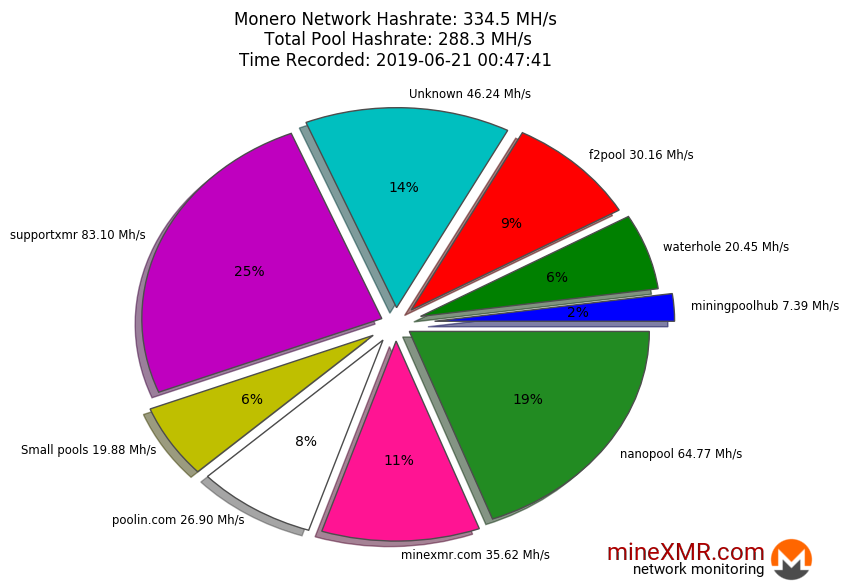 Monero Network Hashrate: 334.5 MH/s
Total Pool Hashrate: 288.3 MH/s
Time Recorded: 2019-06-21 00:47:41
Unknown 46.24 Mh/s
f2pool 30.16 Mh/s
14%
9%
supportxmr 83.10 Mh/s
waterhole 20.45 Mh/s
25%
6%
miningpoolhub 7.39 Mh/s
2%
6%
19%
8%
Small pools 19.88 Mh/s
11%
nanopool 64.77 Mh/s
poolin.com 26.90 Mh/s
minexmr.com 35.62 Mh/s
mineXMR.com
network monitoring